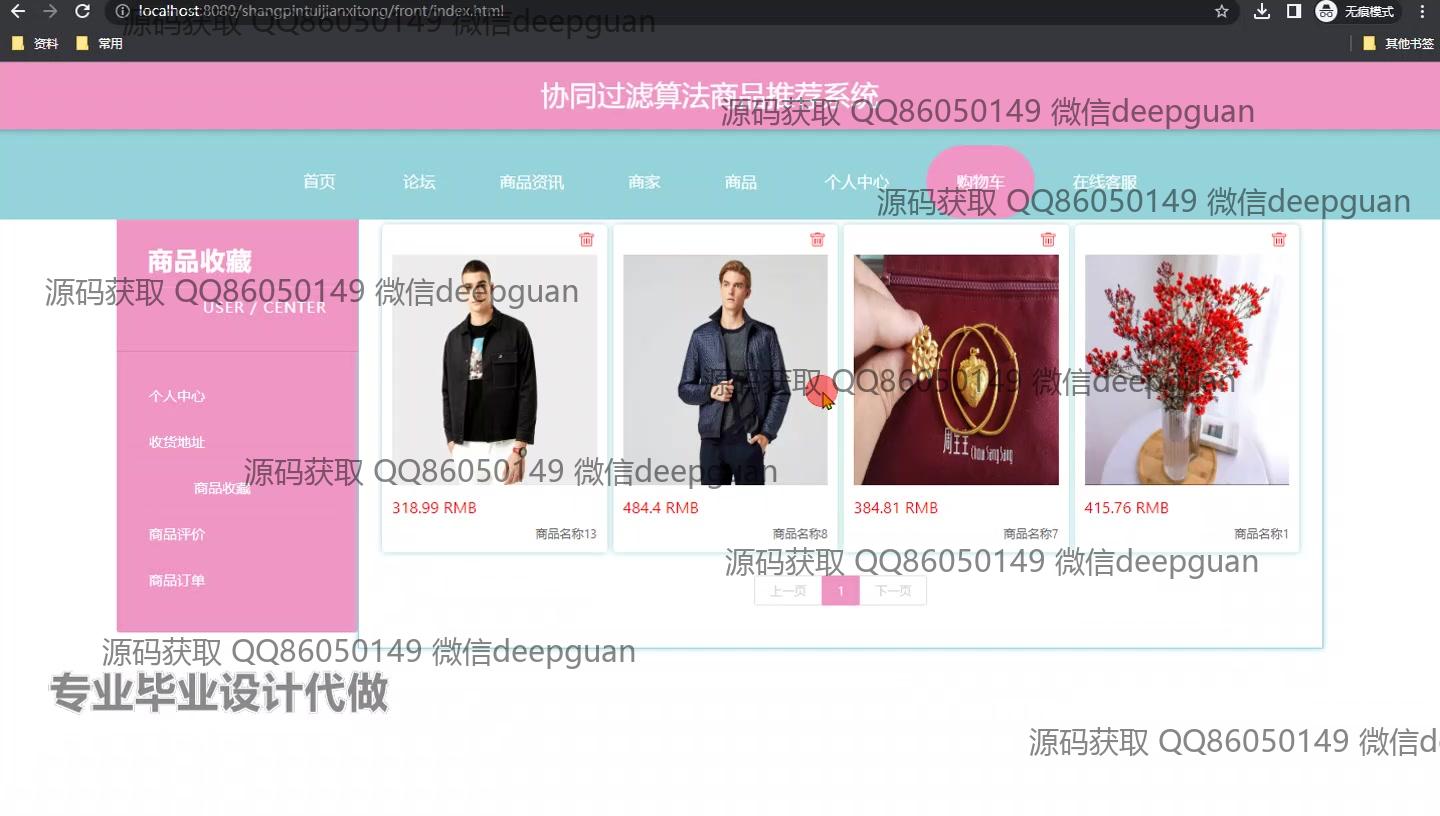 localhost:8080/shangpintuijianxitong/front/index.html
无痕模式
源码获取 QQ86050149 微信deepguan
资料
常用
其他书签
协同过滤算法商品推荐系统
源码获取 QQ86050149 微信deepguan
首页
论坛
商品资讯
商家
商品
个人中心
购物车
在线客服
源码获取 QQ86050149 微信deepguan
商品收藏
源码获取 QQ86050149 微信deepguan
USER / CENTER
个人中心
收货地址
商品收藏
商品评价
商品订单
源码获取 QQ86050149 微信deepguan
源码获取 QQ86050149 微信deepguan
Chow Sang Sang
318.99 RMB
商品名称13
484.4 RMB
商品名称8
384.81 RMB
商品名称7
415.76 RMB
商品名称1
源码获取 QQ86050149 微信deepguan
上一页
1
下一页
源码获取 QQ86050149 微信deepguan
专业毕业设计代做
源码获取 QQ86050149 微信d